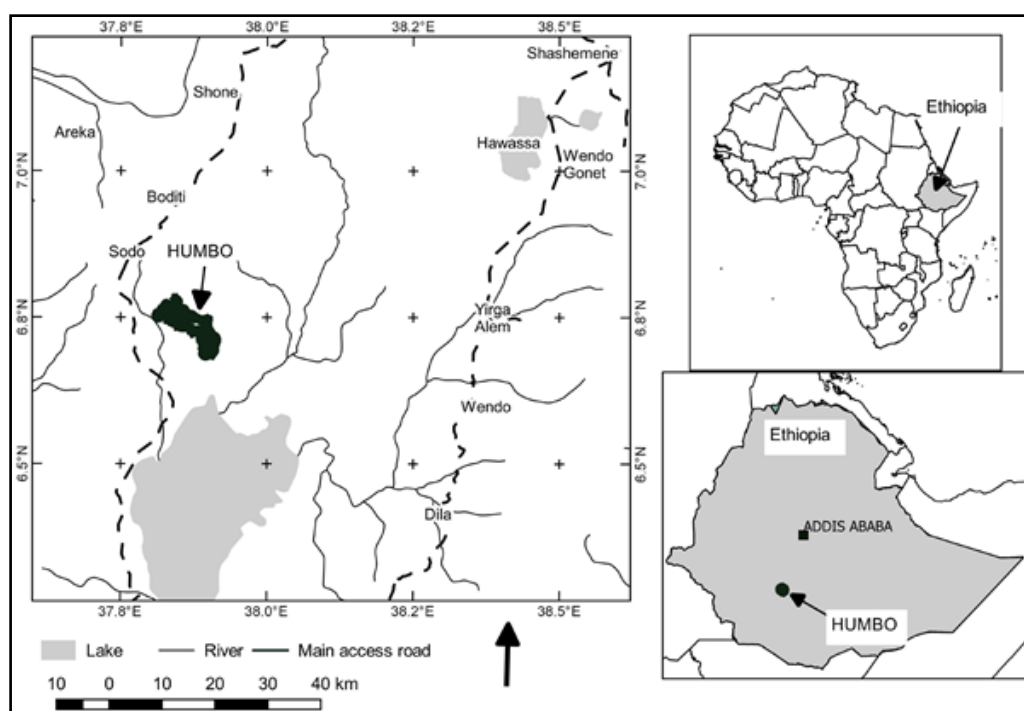 37.8°E 38.0°E 38.2°E 38.5°E
Shashemene
Shone
Areka
Hawassa
Wendo
Gonet
7.0°N
7.0°N
Boditi
Sodo
HUMBO
6.8°N
6.8°N
Yirga
Alem
Wendo
6.5°N
6.5°N
Dila
37.8°E 38.0°E 38.2°E 38.5°E
Lake River Main access road
10 0 10 20 30 40 km
Ethiopia
Ethiopia
ADDIS ABABA
HUMBO